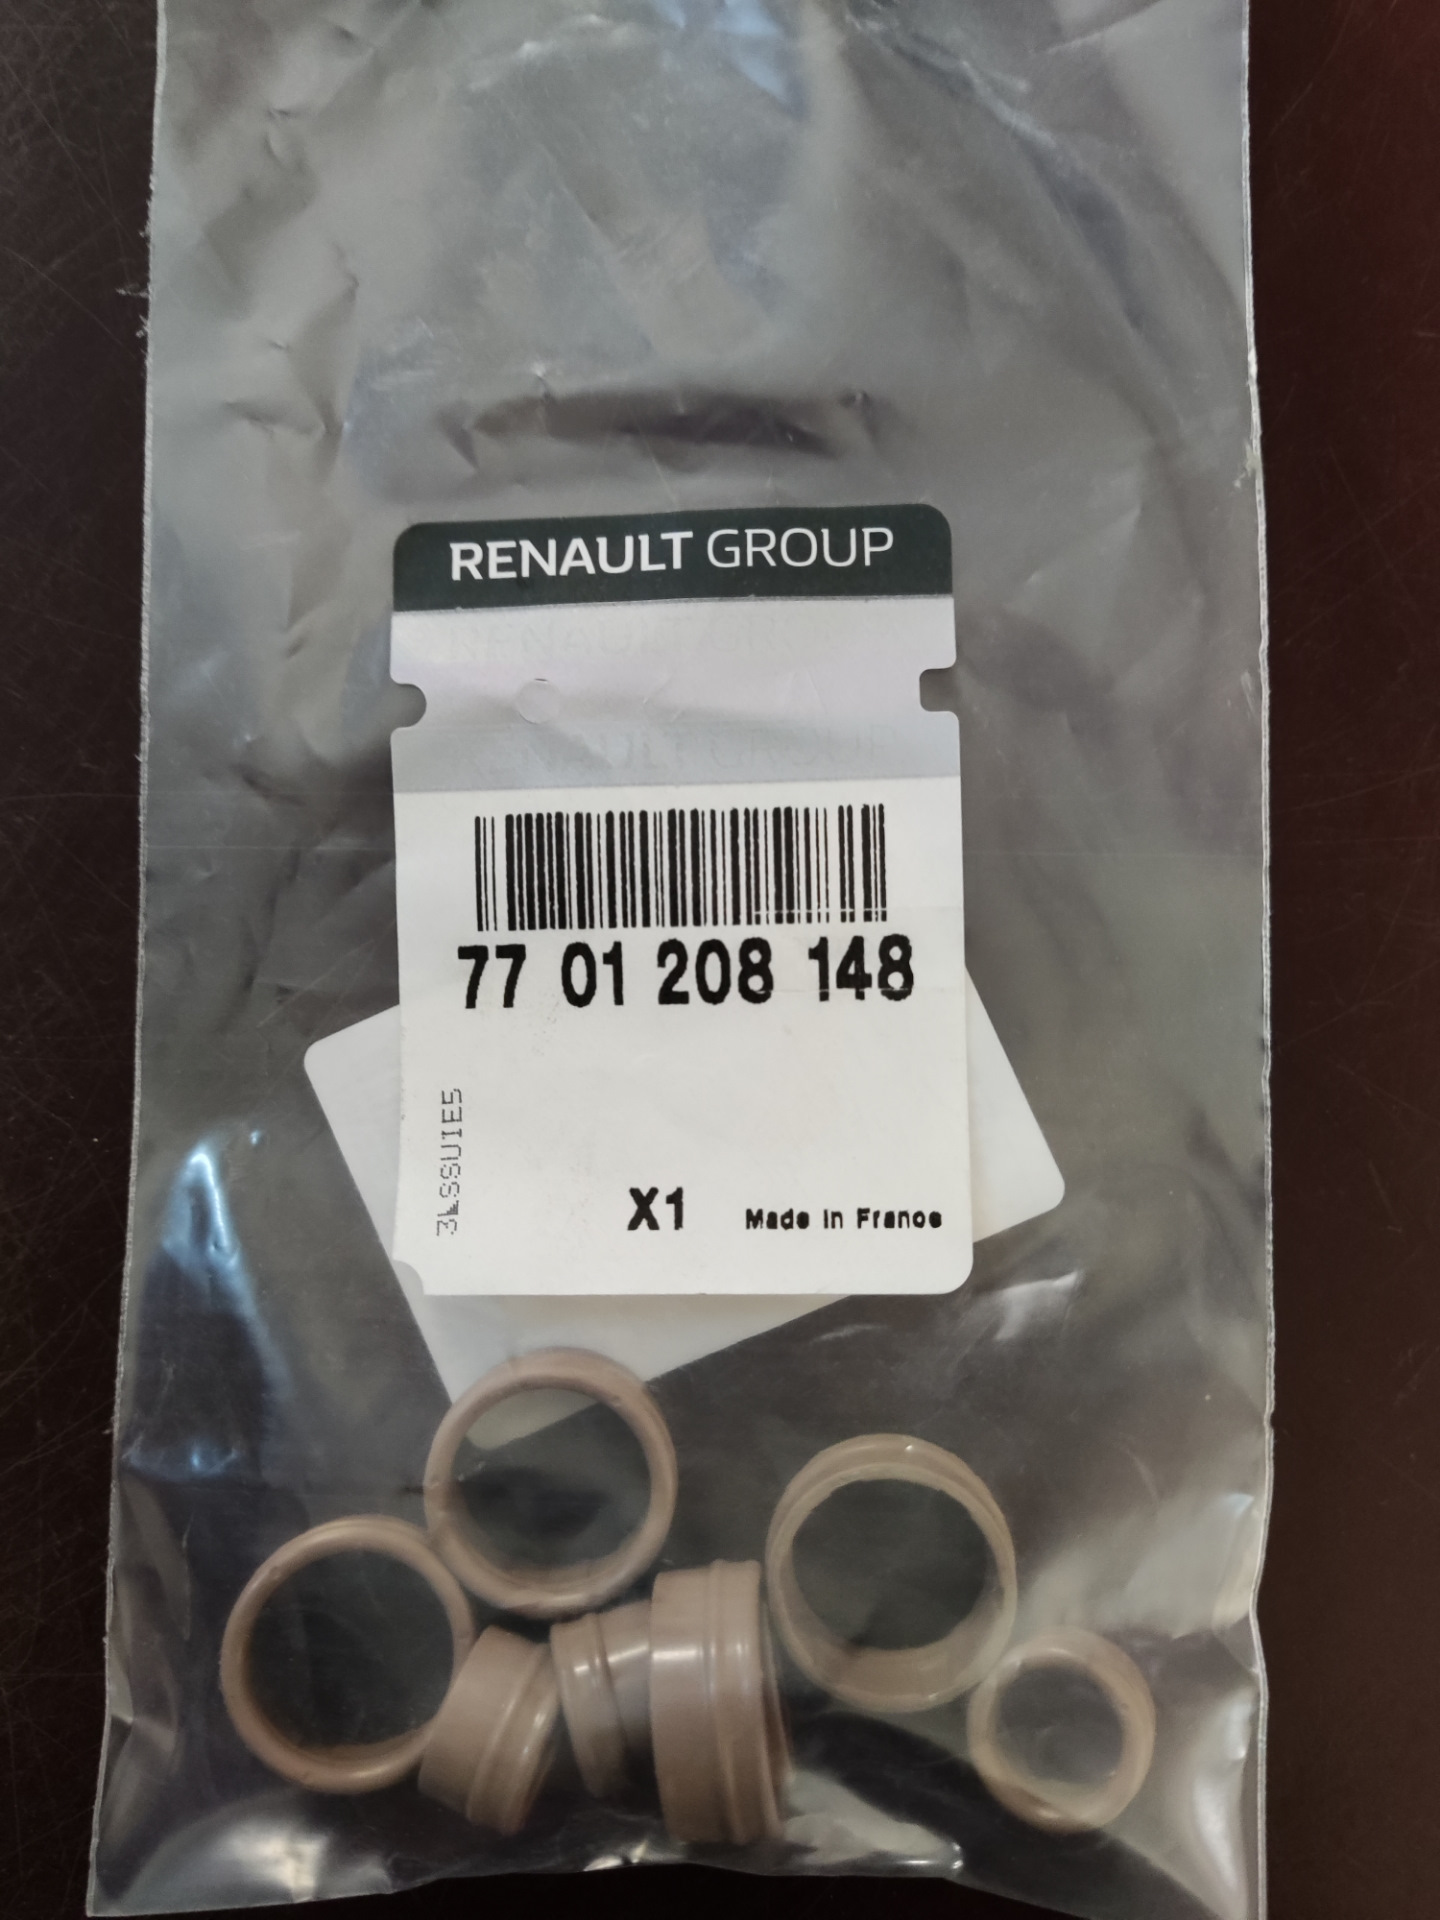 RENAULT GROUP
77 01 208 148
3LSSUIE5
X1 Made in France